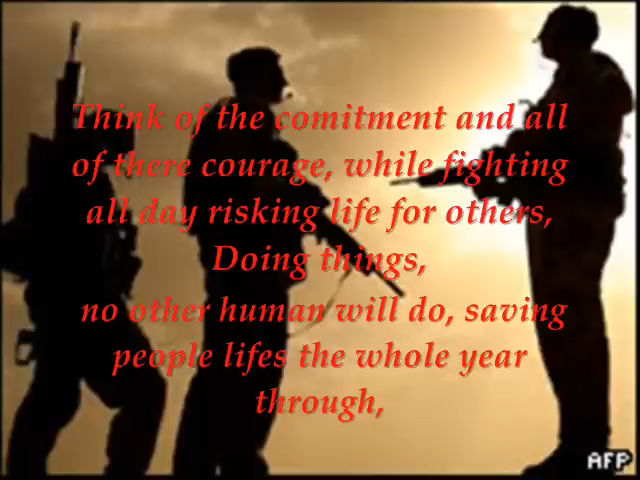 Think of the comitment and all
of there courage, while fighting
all day risking life for others,
Doing things,
no other human will do, saving
people lifes the whole year
through,
AFP